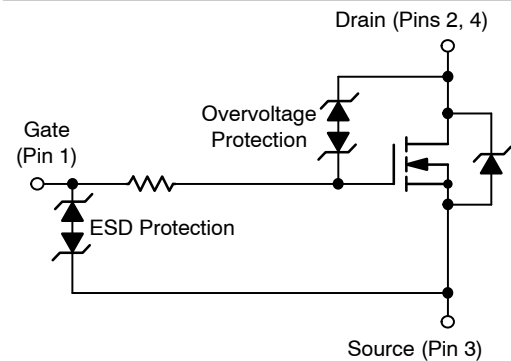 Drain (Pins 2, 4)
Overvoltage
Protection
Gate
(Pin 1)
ESD Protection
Source (Pin 3)